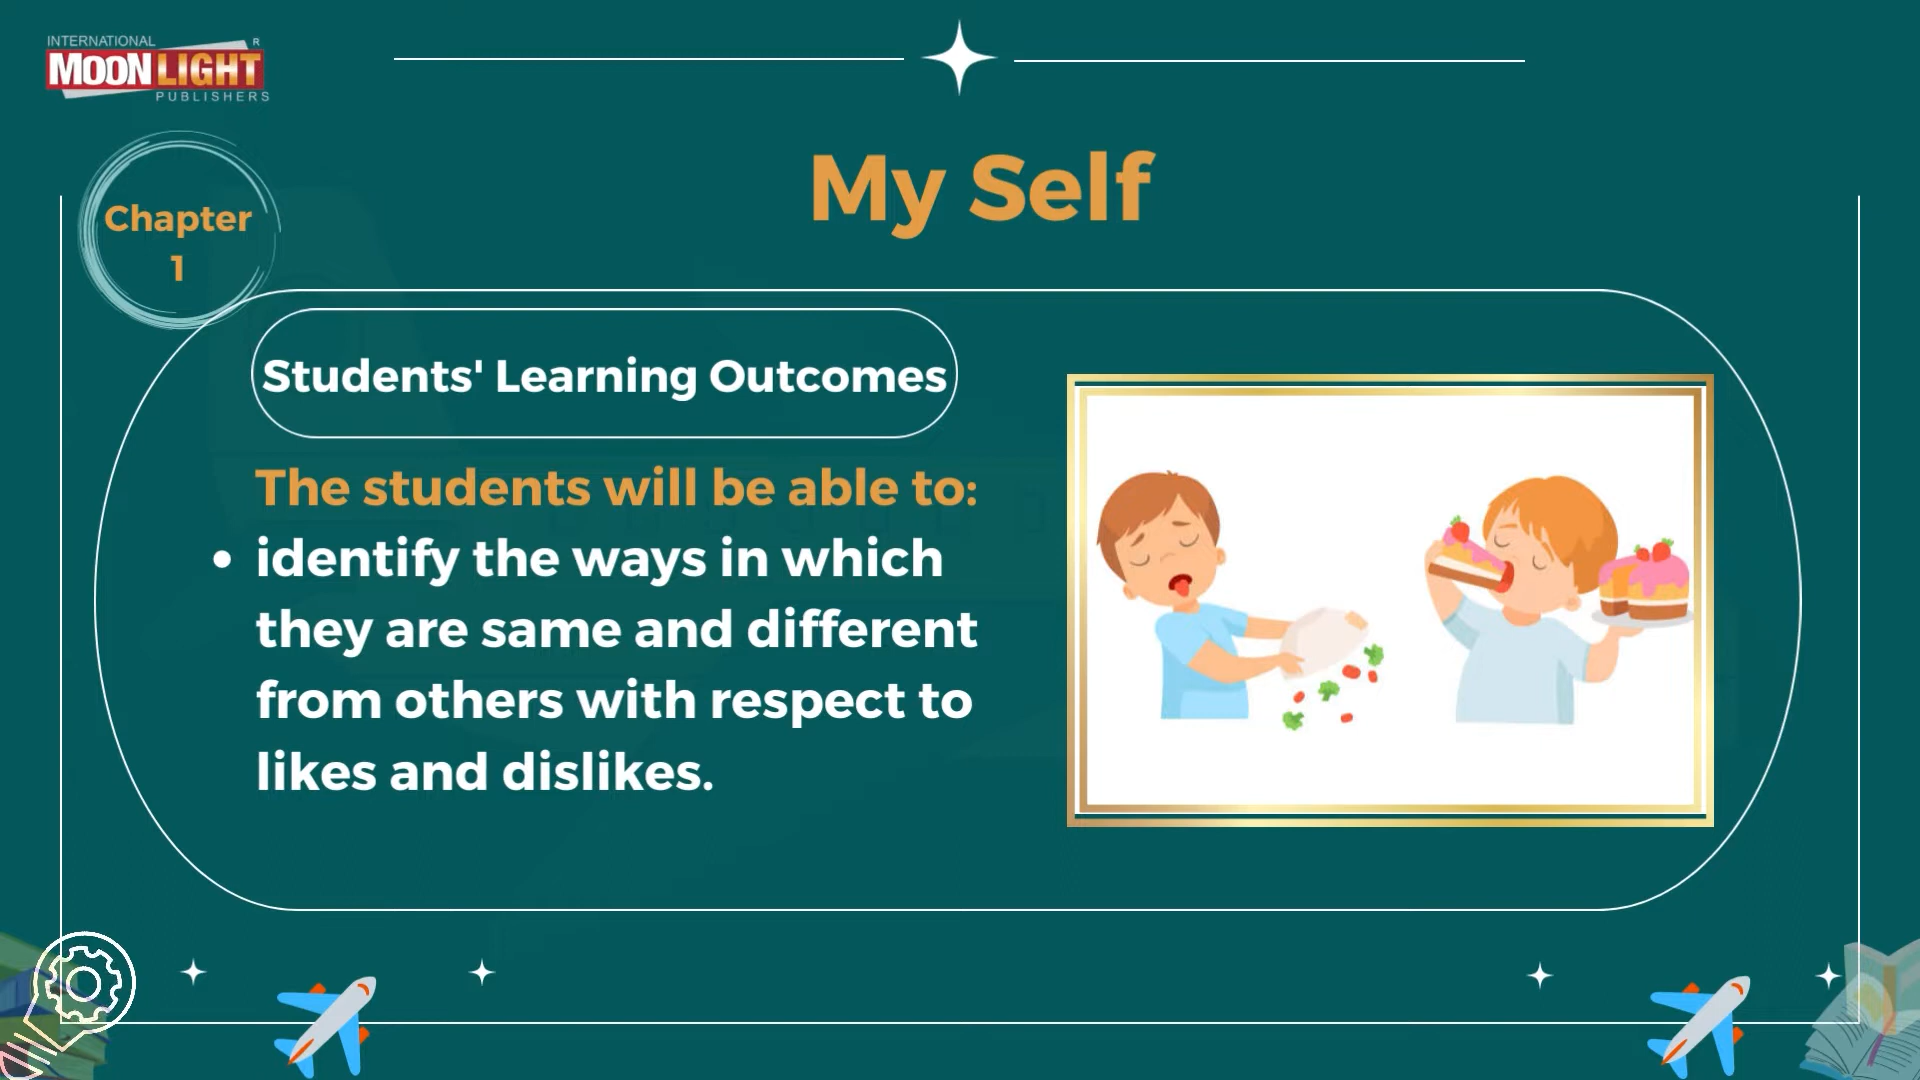 INTERNATIONAL
R
MOONLIGHT
PUBLISHERS
My Self
Chapter
1
Students' Learning Outcomes
The students will be able to:
• identify the ways in which
they are same and different
from others with respect to
likes and dislikes.